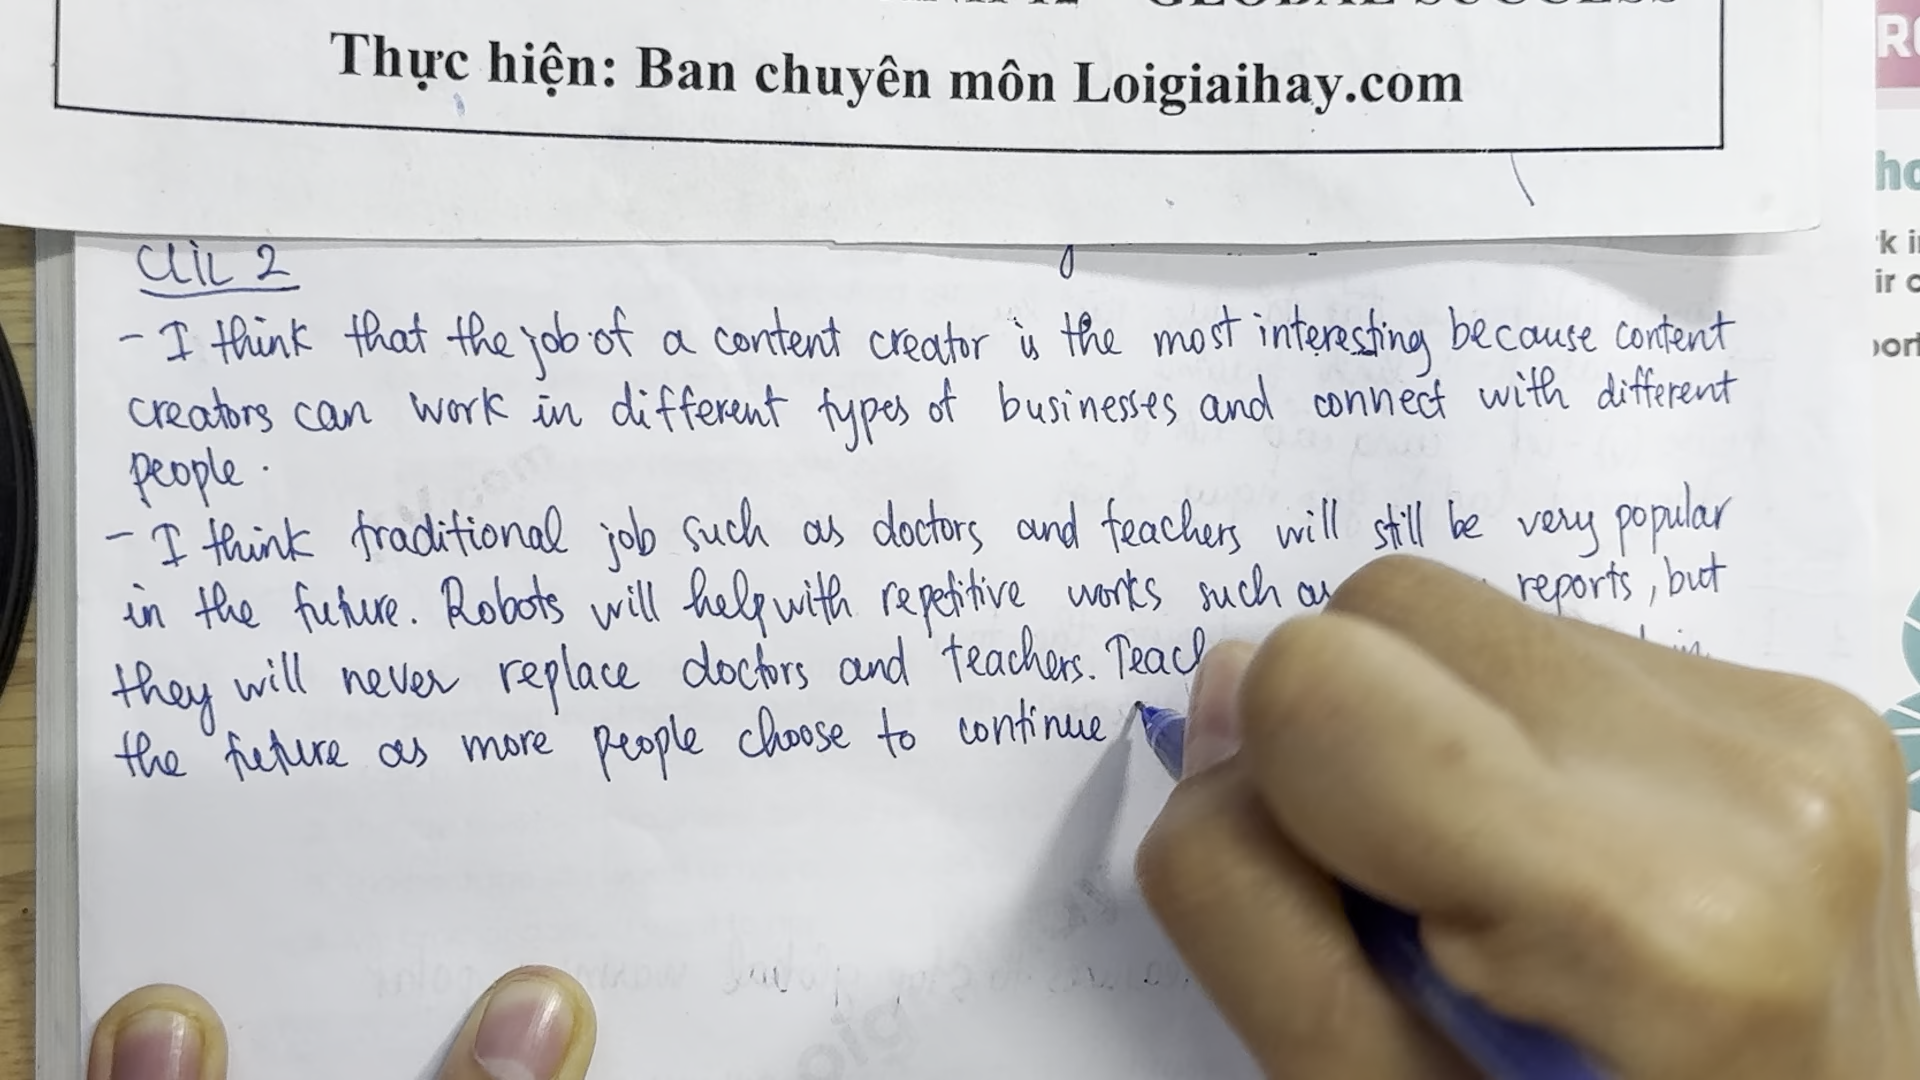 Thực hiện: Ban chuyên môn Loigiaihay.com
CLIL 2
- I think that the job of a content creator is the most interesting because content
creators can work in different types of businesses and connect with different
people.
- I think traditional job such as doctors and teachers will still be very popular
in the future. Robots will help with repetitive works such as reports, but
they will never replace doctors and teachers.
the future as more people choose to continue